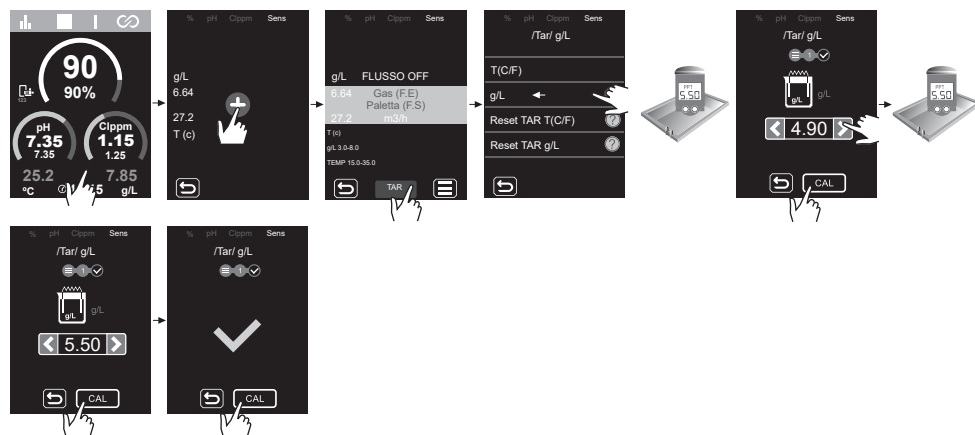 90
90%
123
pH
7.35
7.35
Clppm
1.15
1.25
25.2
7.85
ºC
5
g/L
% pH Clppm Sens
g/L
6.64
27.2
T (c)
% pH Clppm Sens
g/L FLUSSO OFF
6.64 Gas (F.E)
Paletta (F.S)
27.2 m3/h
T (c)
g/L 3.0-8.0
TEMP 15.0-35.0
TAR
% pH Clppm Sens
/Tar/ g/L
T(C/F)
g/L
Reset TAR T(C/F) ?
Reset TAR g/L ?
PPT
5.50
% pH Clppm Sens
/Tar/ g/L
1
g/L g/L
4.90
CAL
PPT
5.50
% pH Clppm Sens
/Tar/ g/L
1
g/L g/L
5.50
CAL
% pH Clppm Sens
/Tar/ g/L
1
CAL